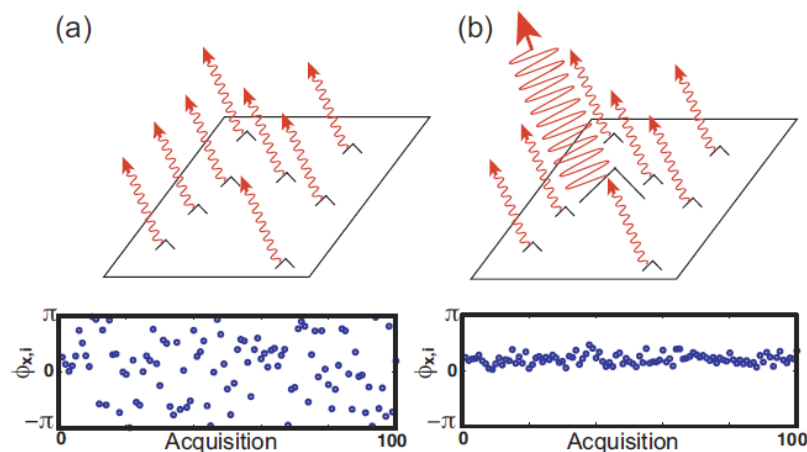 (a)
(b)
π
ϕx,i
0
−π
0
Acquisition
100
π
ϕx,i
0
−π
0
Acquisition
100